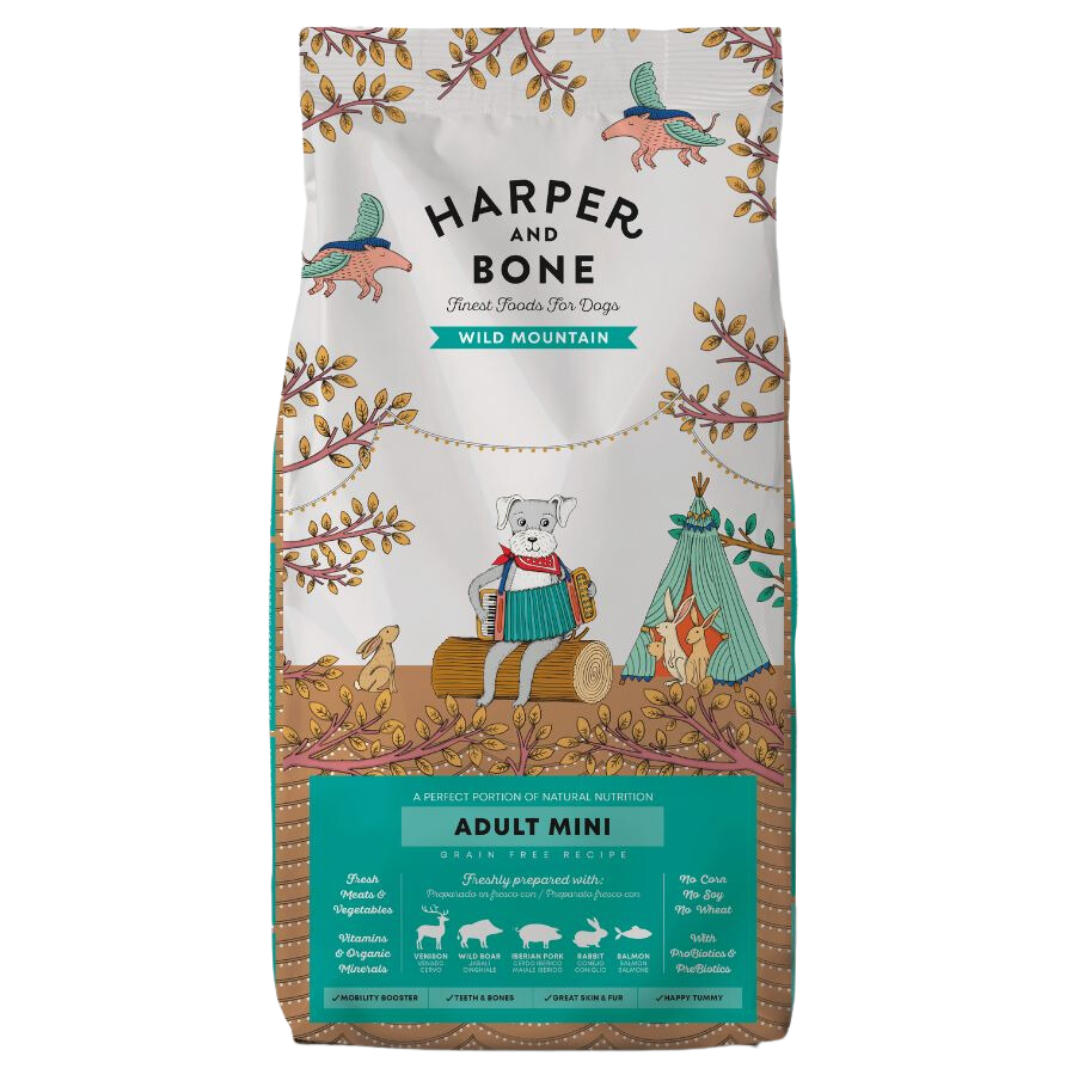 HARPER
AND
BONE
Finest Foods For Dogs
WILD MOUNTAIN
A PERFECT PORTION OF NATURAL NUTRITION
ADULT MINI
GRAIN FREE RECIPE
Fresh
Meats &
Vegetables
Vitamins
& Organic
Minerals
Freshly prepared with:
Preparado en fresco con / Preparato fresco con
VENISON
VENADO
CERVO
WILD BOAR
JABALÍ
CINGHIALE
IBERIAN PORK
CERDO IBERICO
MAIALE IBERICO
RABBIT
CONEJO
CONIGLIO
SALMON
SALMON
SALMONE
No Corn
No Soy
No Wheat
With
ProBiotics &
PreBiotics
✓MOBILITY BOOSTER
✓TEETH & BONES
✓GREAT SKIN & FUR
✓HAPPY TUMMY